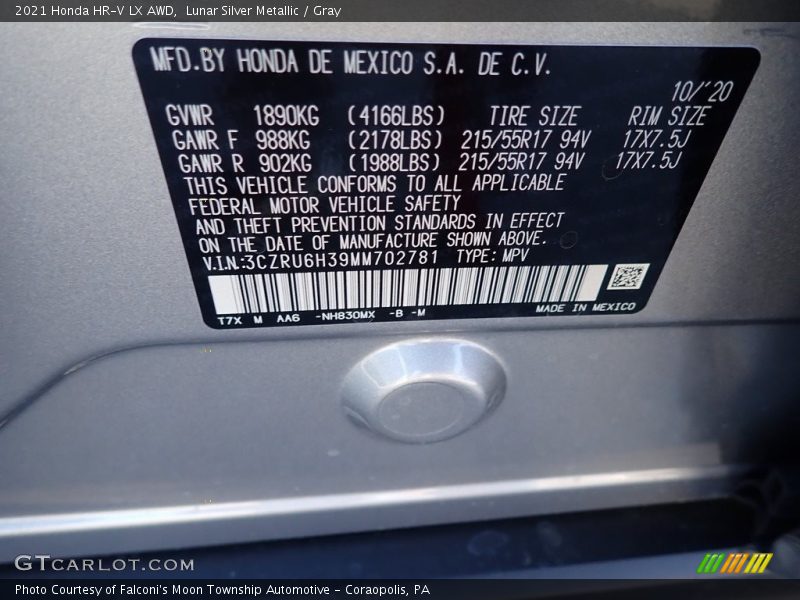 2021 Honda HR-V LX AWD, Lunar Silver Metallic / Gray
MFD.BY HONDA DE MEXICO S.A. DE C.V.
10/'20
GVWR 1890KG (4166LBS) TIRE SIZE RIM SIZE
GAWR F 988KG (2178LBS) 215/55R17 94V 17X7.5J
GAWR R 902KG (1988LBS) 215/55R17 94V 17X7.5J
THIS VEHICLE CONFORMS TO ALL APPLICABLE
FEDERAL MOTOR VEHICLE SAFETY
AND THEFT PREVENTION STANDARDS IN EFFECT
ON THE DATE OF MANUFACTURE SHOWN ABOVE.
V.I.N:3CZRU6H39MM702781 TYPE: MPV
T7X M AA6 -NH830MX -B -M MADE IN MEXICO
GTCARLOT.COM
Photo Courtesy of Falconi's Moon Township Automotive - Coraopolis, PA